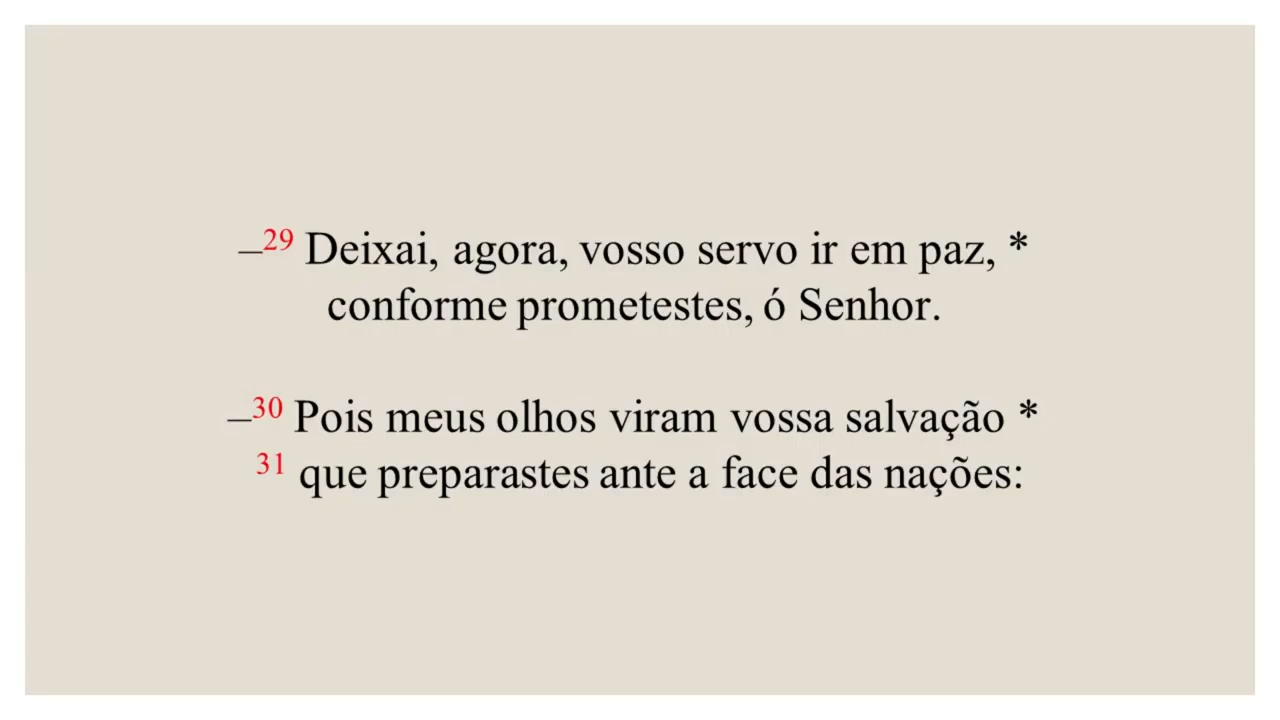 –29 Deixai, agora, vosso servo ir em paz, *
conforme prometestes, ó Senhor.
–30 Pois meus olhos viram vossa salvação *
31 que preparastes ante a face das nações: